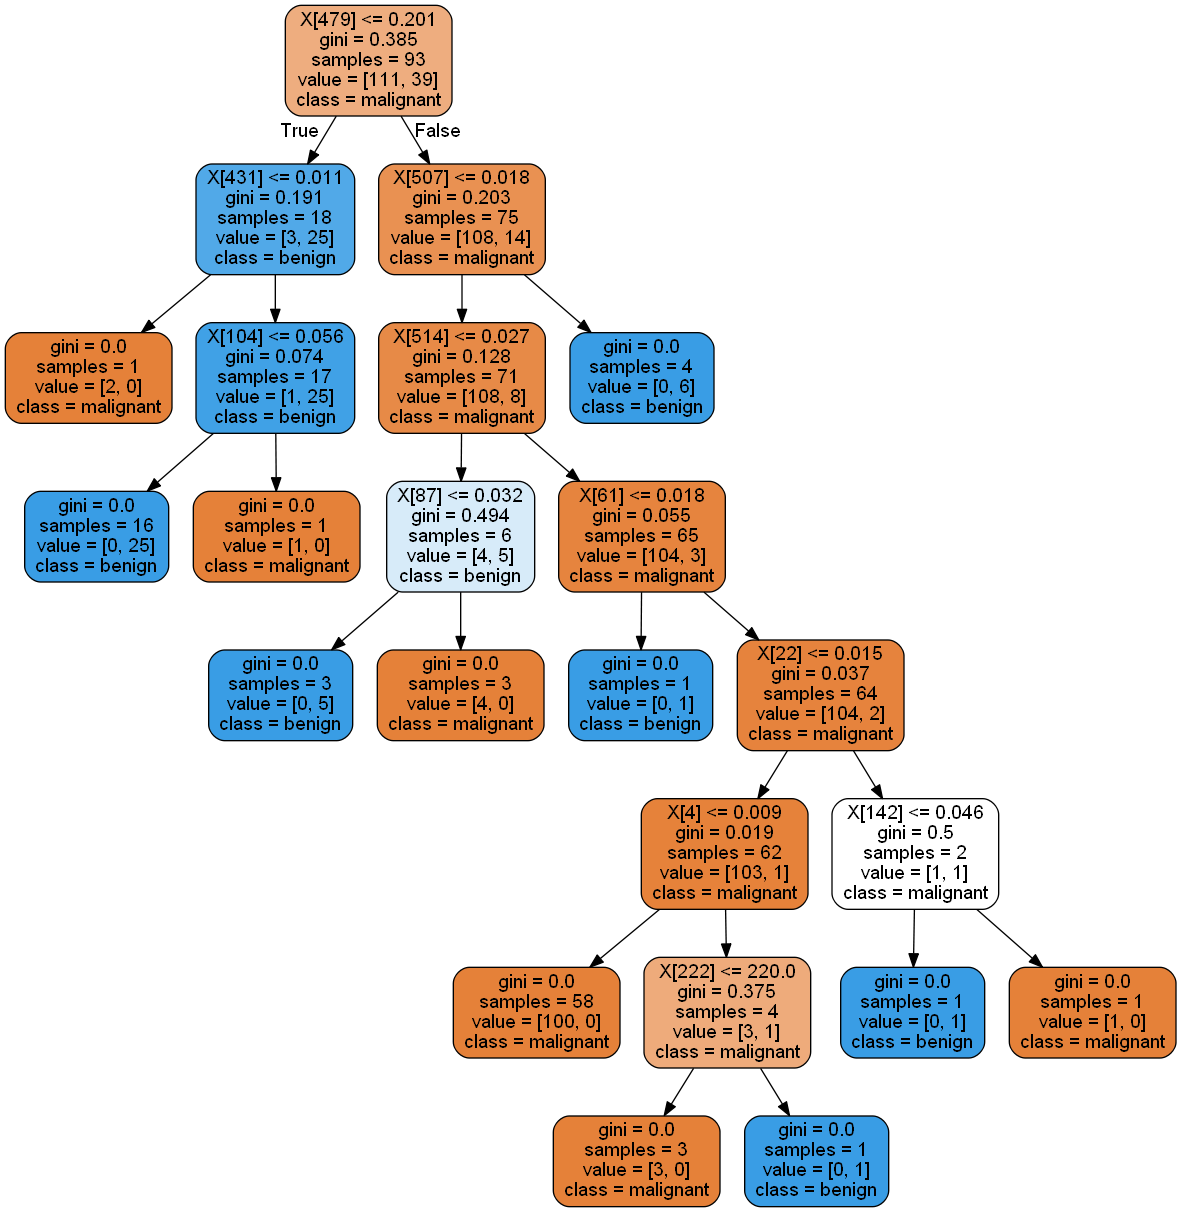 X[479] <= 0.201
gini = 0.385
samples = 93
value = [111, 39]
class = malignant
True
False
X[431] <= 0.011
gini = 0.191
samples = 18
value = [3, 25]
class = benign
X[507] <= 0.018
gini = 0.203
samples = 75
value = [108, 14]
class = malignant
gini = 0.0
samples = 1
value = [2, 0]
class = malignant
X[104] <= 0.056
gini = 0.074
samples = 17
value = [1, 25]
class = benign
X[514] <= 0.027
gini = 0.128
samples = 71
value = [108, 8]
class = malignant
gini = 0.0
samples = 4
value = [0, 6]
class = benign
gini = 0.0
samples = 16
value = [0, 25]
class = benign
gini = 0.0
samples = 1
value = [1, 0]
class = malignant
X[87] <= 0.032
gini = 0.494
samples = 6
value = [4, 5]
class = benign
X[61] <= 0.018
gini = 0.055
samples = 65
value = [104, 3]
class = malignant
gini = 0.0
samples = 3
value = [0, 5]
class = benign
gini = 0.0
samples = 3
value = [4, 0]
class = malignant
gini = 0.0
samples = 1
value = [0, 1]
class = benign
X[22] <= 0.015
gini = 0.037
samples = 64
value = [104, 2]
class = malignant
X[4] <= 0.009
gini = 0.019
samples = 62
value = [103, 1]
class = malignant
X[142] <= 0.046
gini = 0.5
samples = 2
value = [1, 1]
class = malignant
gini = 0.0
samples = 58
value = [100, 0]
class = malignant
X[222] <= 220.0
gini = 0.375
samples = 4
value = [3, 1]
class = malignant
gini = 0.0
samples = 1
value = [0, 1]
class = benign
gini = 0.0
samples = 1
value = [1, 0]
class = malignant
gini = 0.0
samples = 3
value = [3, 0]
class = malignant
gini = 0.0
samples = 1
value = [0, 1]
class = benign